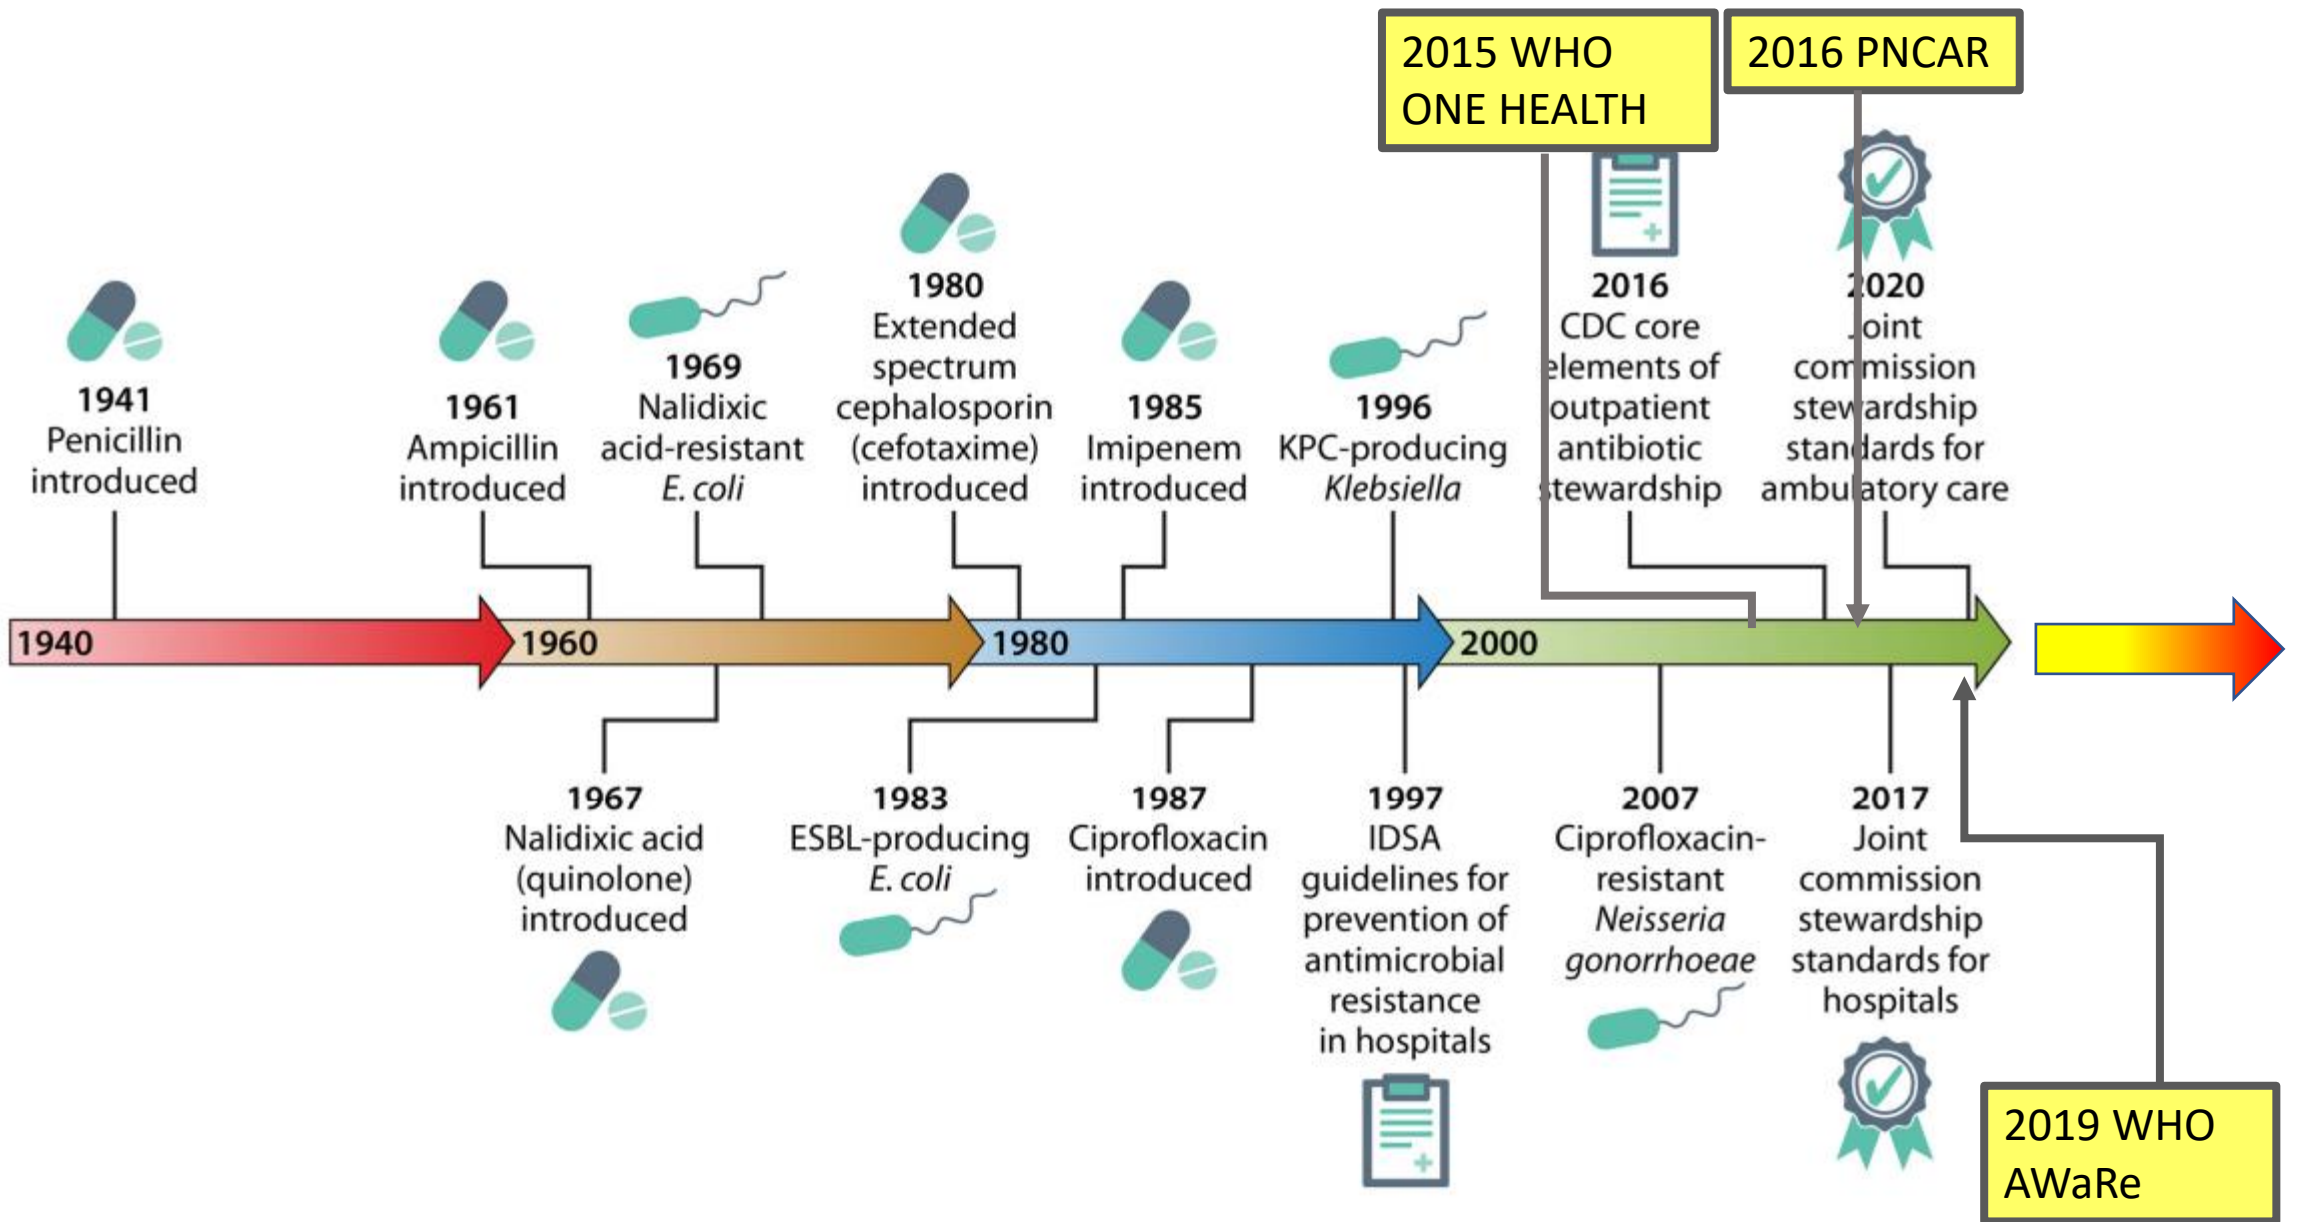 2015 WHO
ONE HEALTH
2016 PNCAR
1941
Penicillin
introduced
1961
Ampicillin
introduced
1969
Nalidixic
acid-resistant
E. coli
1980
Extended
spectrum
cephalosporin
(cefotaxime)
introduced
1985
Imipenem
introduced
1996
KPC-producing
Klebsiella
2016
CDC core
elements of
outpatient
antibiotic
stewardship
2020
Joint
commission
stewardship
standards for
ambulatory care
1940
1960
1980
2000
1967
Nalidixic acid
(quinolone)
introduced
1983
ESBL-producing
E. coli
1987
Ciprofloxacin
introduced
1997
IDSA
guidelines for
prevention of
antimicrobial
resistance
in hospitals
2007
Ciprofloxacin-
resistant
Neisseria
gonorrhoeae
2017
Joint
commission
stewardship
standards for
hospitals
2019 WHO
AWaRe